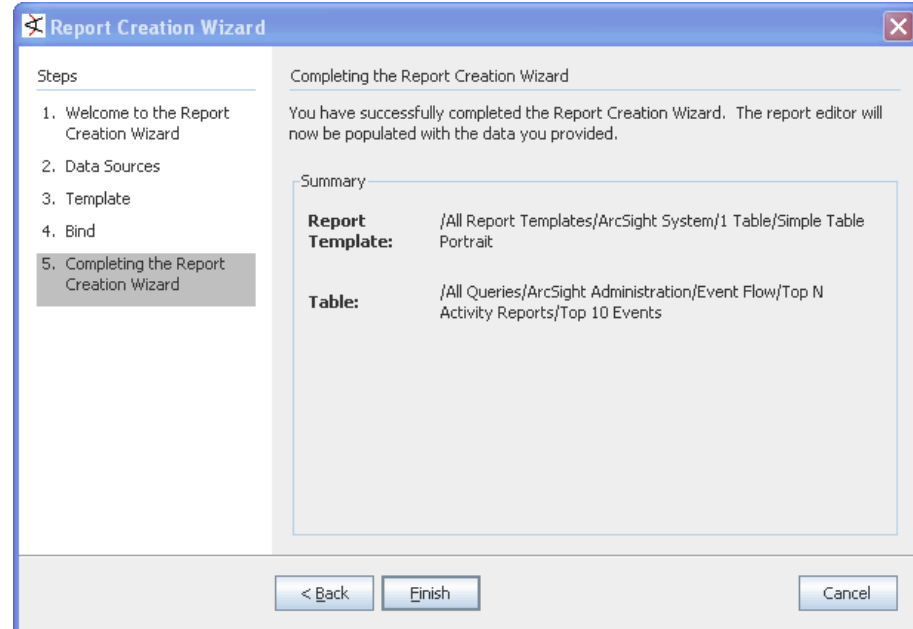 Report Creation Wizard
Steps
1. Welcome to the Report
Creation Wizard
2. Data Sources
3. Template
4. Bind
5. Completing the Report
Creation Wizard
Completing the Report Creation Wizard
You have successfully completed the Report Creation Wizard. The report editor will
now be populated with the data you provided.
Summary
Report
Template:
/All Report Templates/ArcSight System/1 Table/Simple Table
Portrait
Table:
/All Queries/ArcSight Administration/Event Flow/Top N
Activity Reports/Top 10 Events
< Back
Finish
Cancel